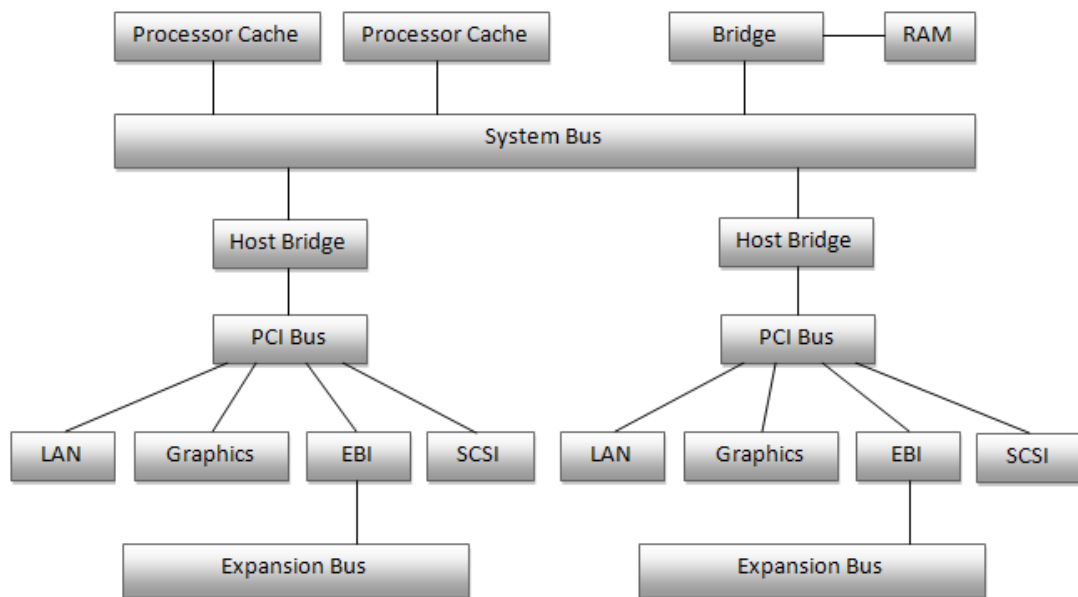 Processor Cache
Processor Cache
Bridge
RAM
System Bus
Host Bridge
Host Bridge
PCI Bus
PCI Bus
LAN
Graphics
EBI
SCSI
LAN
Graphics
EBI
SCSI
Expansion Bus
Expansion Bus